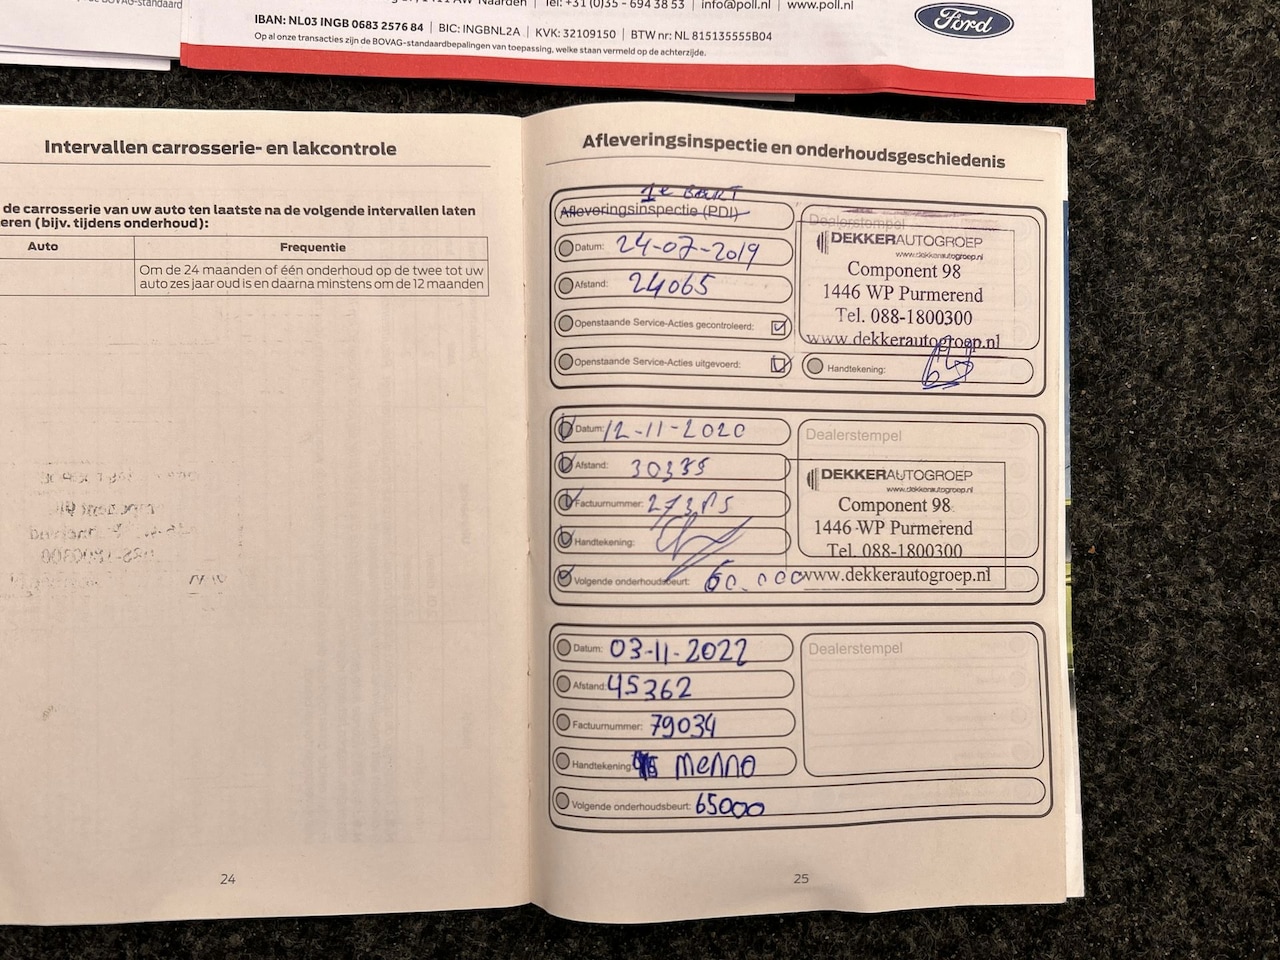 BOVAG-standaard
Naarden | Tel: +31 (0)35 - 694 38 53 | info@poll.nl | www.poll.nl
IBAN: NL03 INGB 0683 2576 84 | BIC: INGBNL2A | KVK: 32109150 | BTW nr: NL 815135555B04
Op al onze transacties zijn de BOVAG-standaardbepalingen van toepassing, welke staan vermeld op de achterzijde.
Ford
Intervallen carrosserie- en lakcontrole
de carrosserie van uw auto ten laatste na de volgende intervallen laten
eren (bijv. tijdens onderhoud):
Auto
Frequentie
Om de 24 maanden of één onderhoud op de twee tot uw
auto zes jaar oud is en daarna minstens om de 12 maanden
24
Afleveringsinspectie en onderhoudsgeschiedenis
1e BEURT
Afleveringsinspectie (PDI)
Datum: 24-07-2019
Afstand: 24065
Openstaande Service-Acties gecontroleerd:
Openstaande Service-Acties uitgevoerd:
Dealerstempel
DEKKERAUTOGROEP
www.dekkerautogroep.nl
Component 98
1446 WP Purmerend
Tel. 088-1800300
www.dekkerautogroep.nl
Handtekening:
Datum: 12-11-2020
Afstand:
Factuurnummer:
Handtekening:
Volgende onderhoudsbeurt: 60.000
Dealerstempel
DEKKERAUTOGROEP
www.dekkerautogroep.nl
Component 98
1446 WP Purmerend
Tel. 088-1800300
www.dekkerautogroep.nl
Datum: 03-11-2022
Afstand: 45362
Factuurnummer: 79034
Handtekening: Menno
Volgende onderhoudsbeurt: 65000
Dealerstempel
25